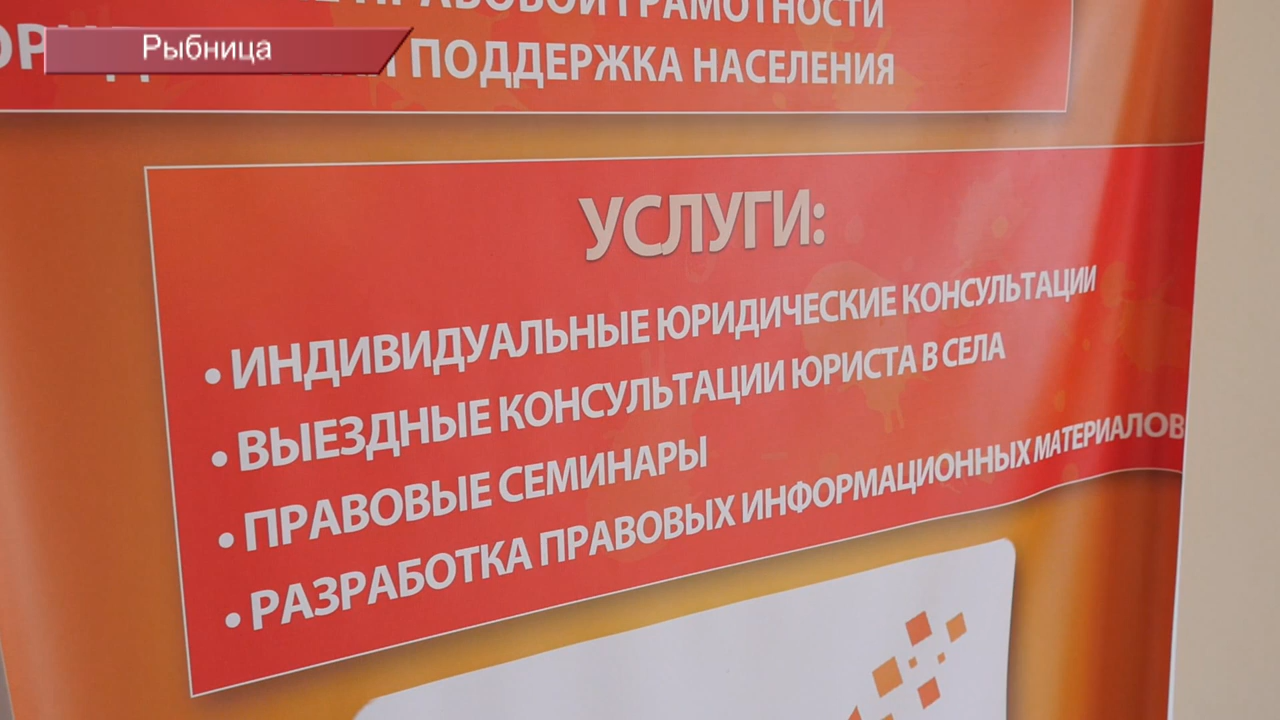 ПРАВОВОЙ ГРАМОТНОСТИ
Рыбница
ПОДДЕРЖКА НАСЕЛЕНИЯ
УСЛУГИ:
• ИНДИВИДУАЛЬНЫЕ ЮРИДИЧЕСКИЕ КОНСУЛЬТАЦИИ
• ВЫЕЗДНЫЕ КОНСУЛЬТАЦИИ ЮРИСТА В СЕЛА
• ПРАВОВЫЕ СЕМИНАРЫ
• РАЗРАБОТКА ПРАВОВЫХ ИНФОРМАЦИОННЫХ МАТЕРИАЛОВ